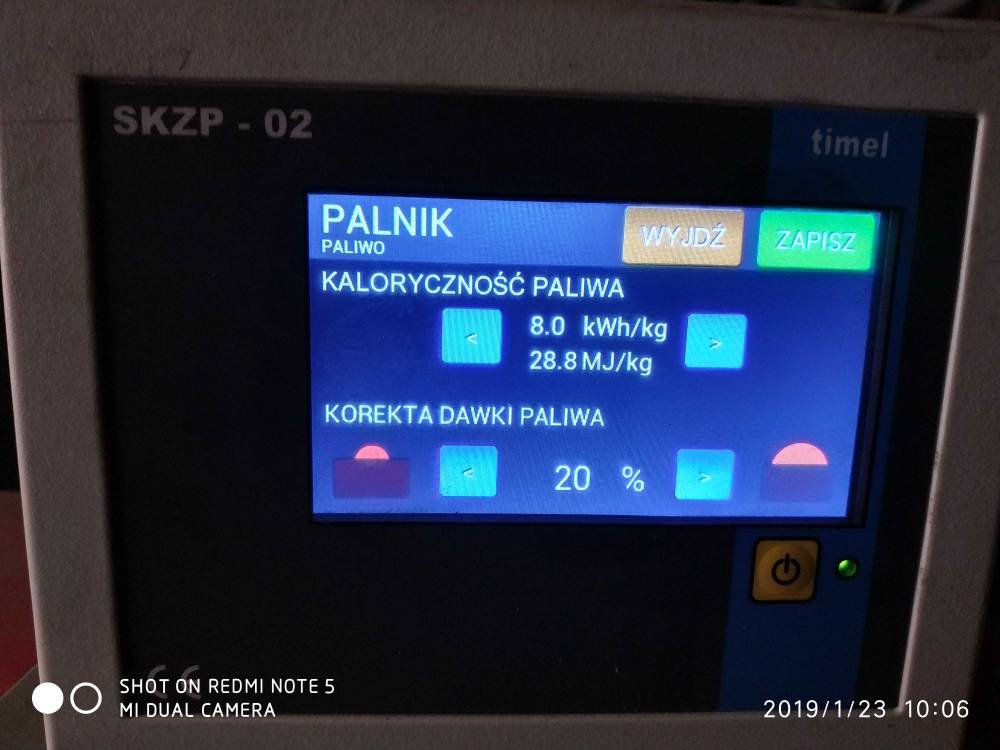 SKZP - 02
timel
PALNIK
PALIWO
WYJDŹ
ZAPISZ
KALORYCZNOŚĆ PALIWA
< 8.0 kWh/kg >
28.8 MJ/kg
KOREKTA DAWKI PALIWA
< 20 % >
CE
SHOT ON REDMI NOTE 5
MI DUAL CAMERA
2019/1/23 10:06